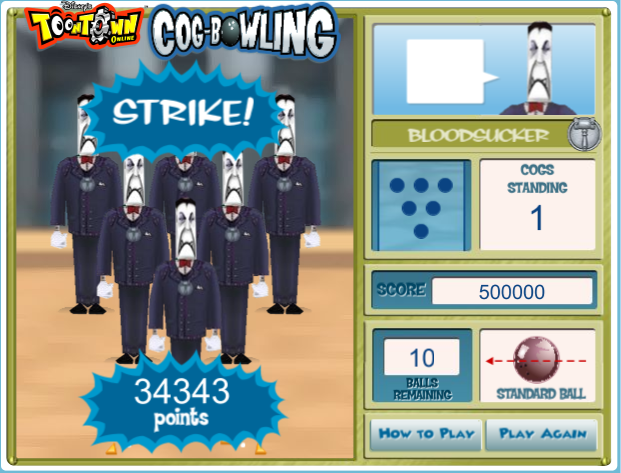 Disney's
TOONTOWN
ONLINE
COG-BOWLING
STRIKE!
34343
points
BLOODSUCKER
COGS
STANDING
1
SCORE
500000
10
BALLS
REMAINING
STANDARD BALL
HOW TO PLAY
PLAY AGAIN